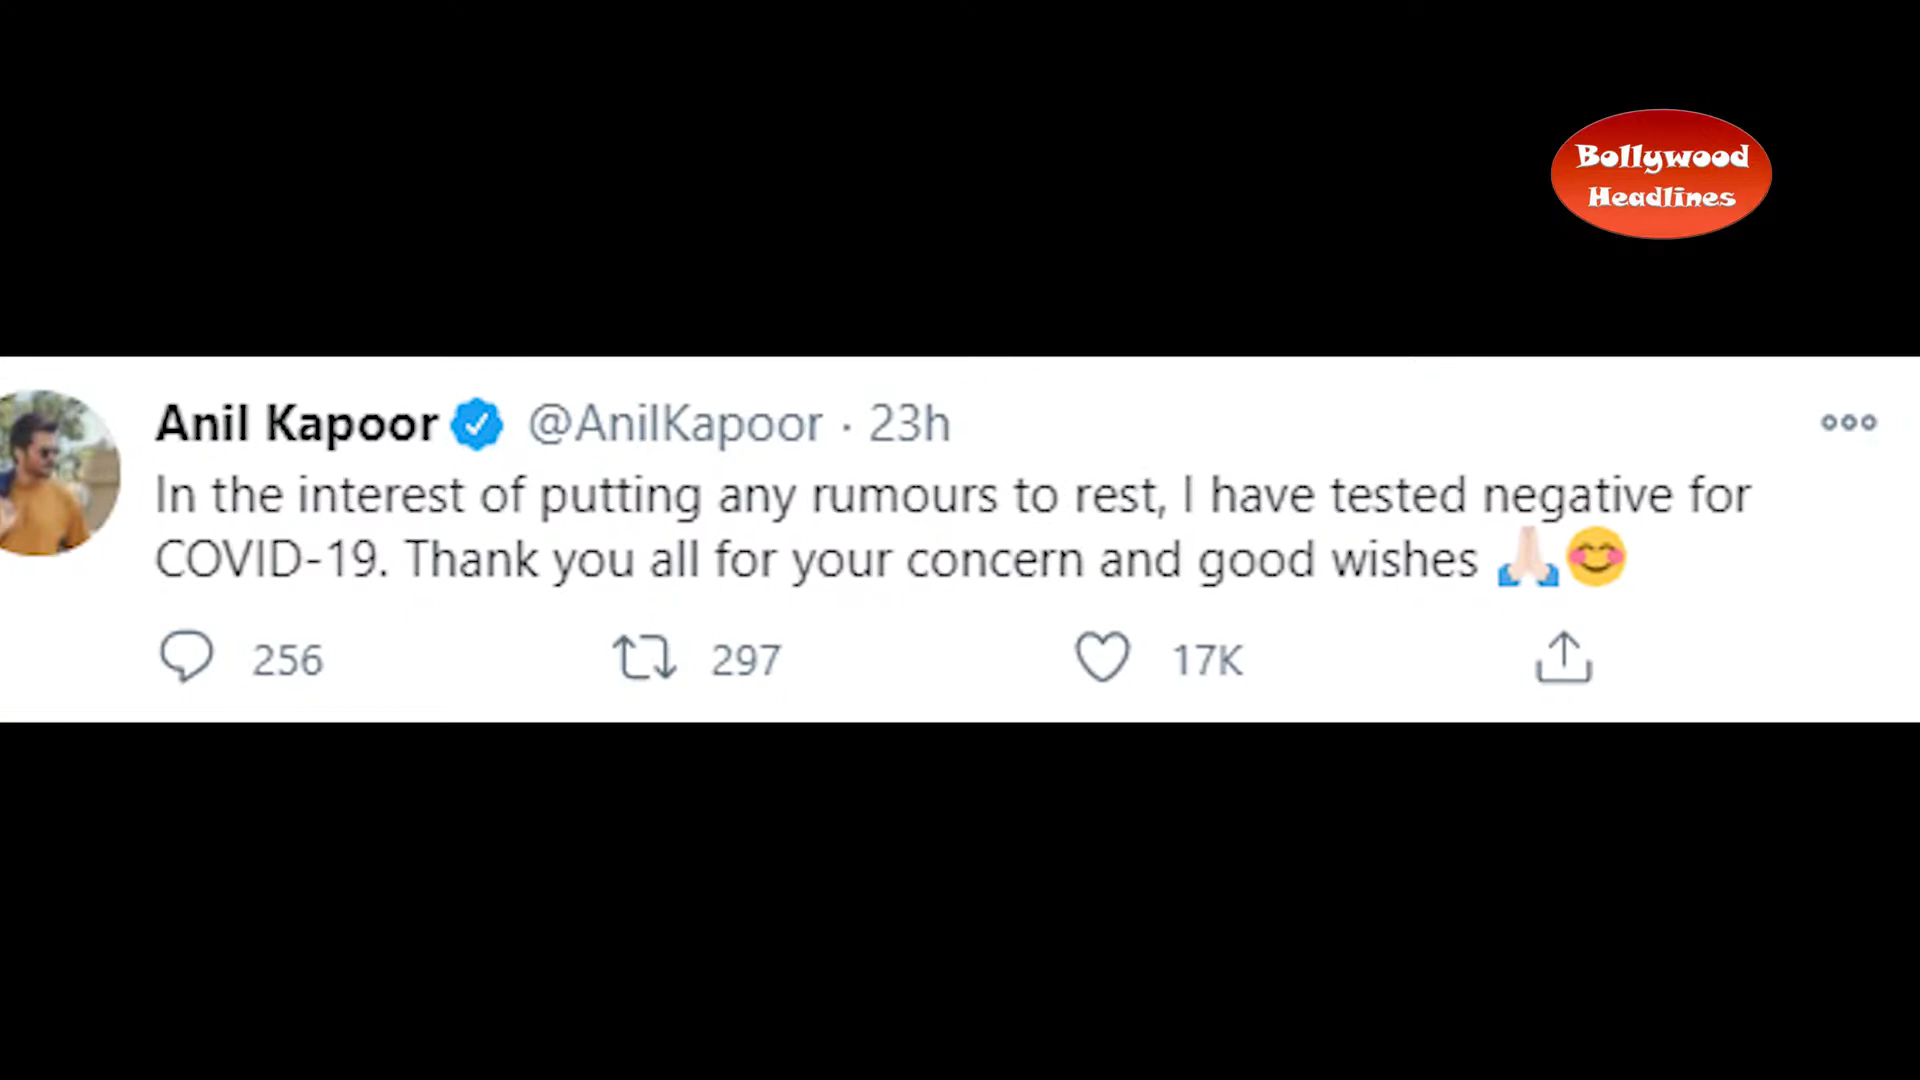 Bollywood
Headlines
Anil Kapoor @AnilKapoor · 23h
In the interest of putting any rumours to rest, I have tested negative for
COVID-19. Thank you all for your concern and good wishes 🙏🏻😊
256 297 17K